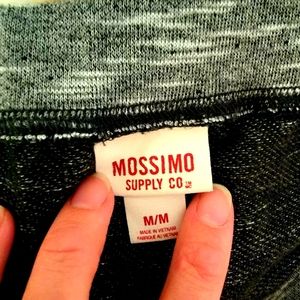 MOSSIMO
SUPPLY CO
M/M
MADE IN VIETNAM
FABRIQUE AU VIETNAM